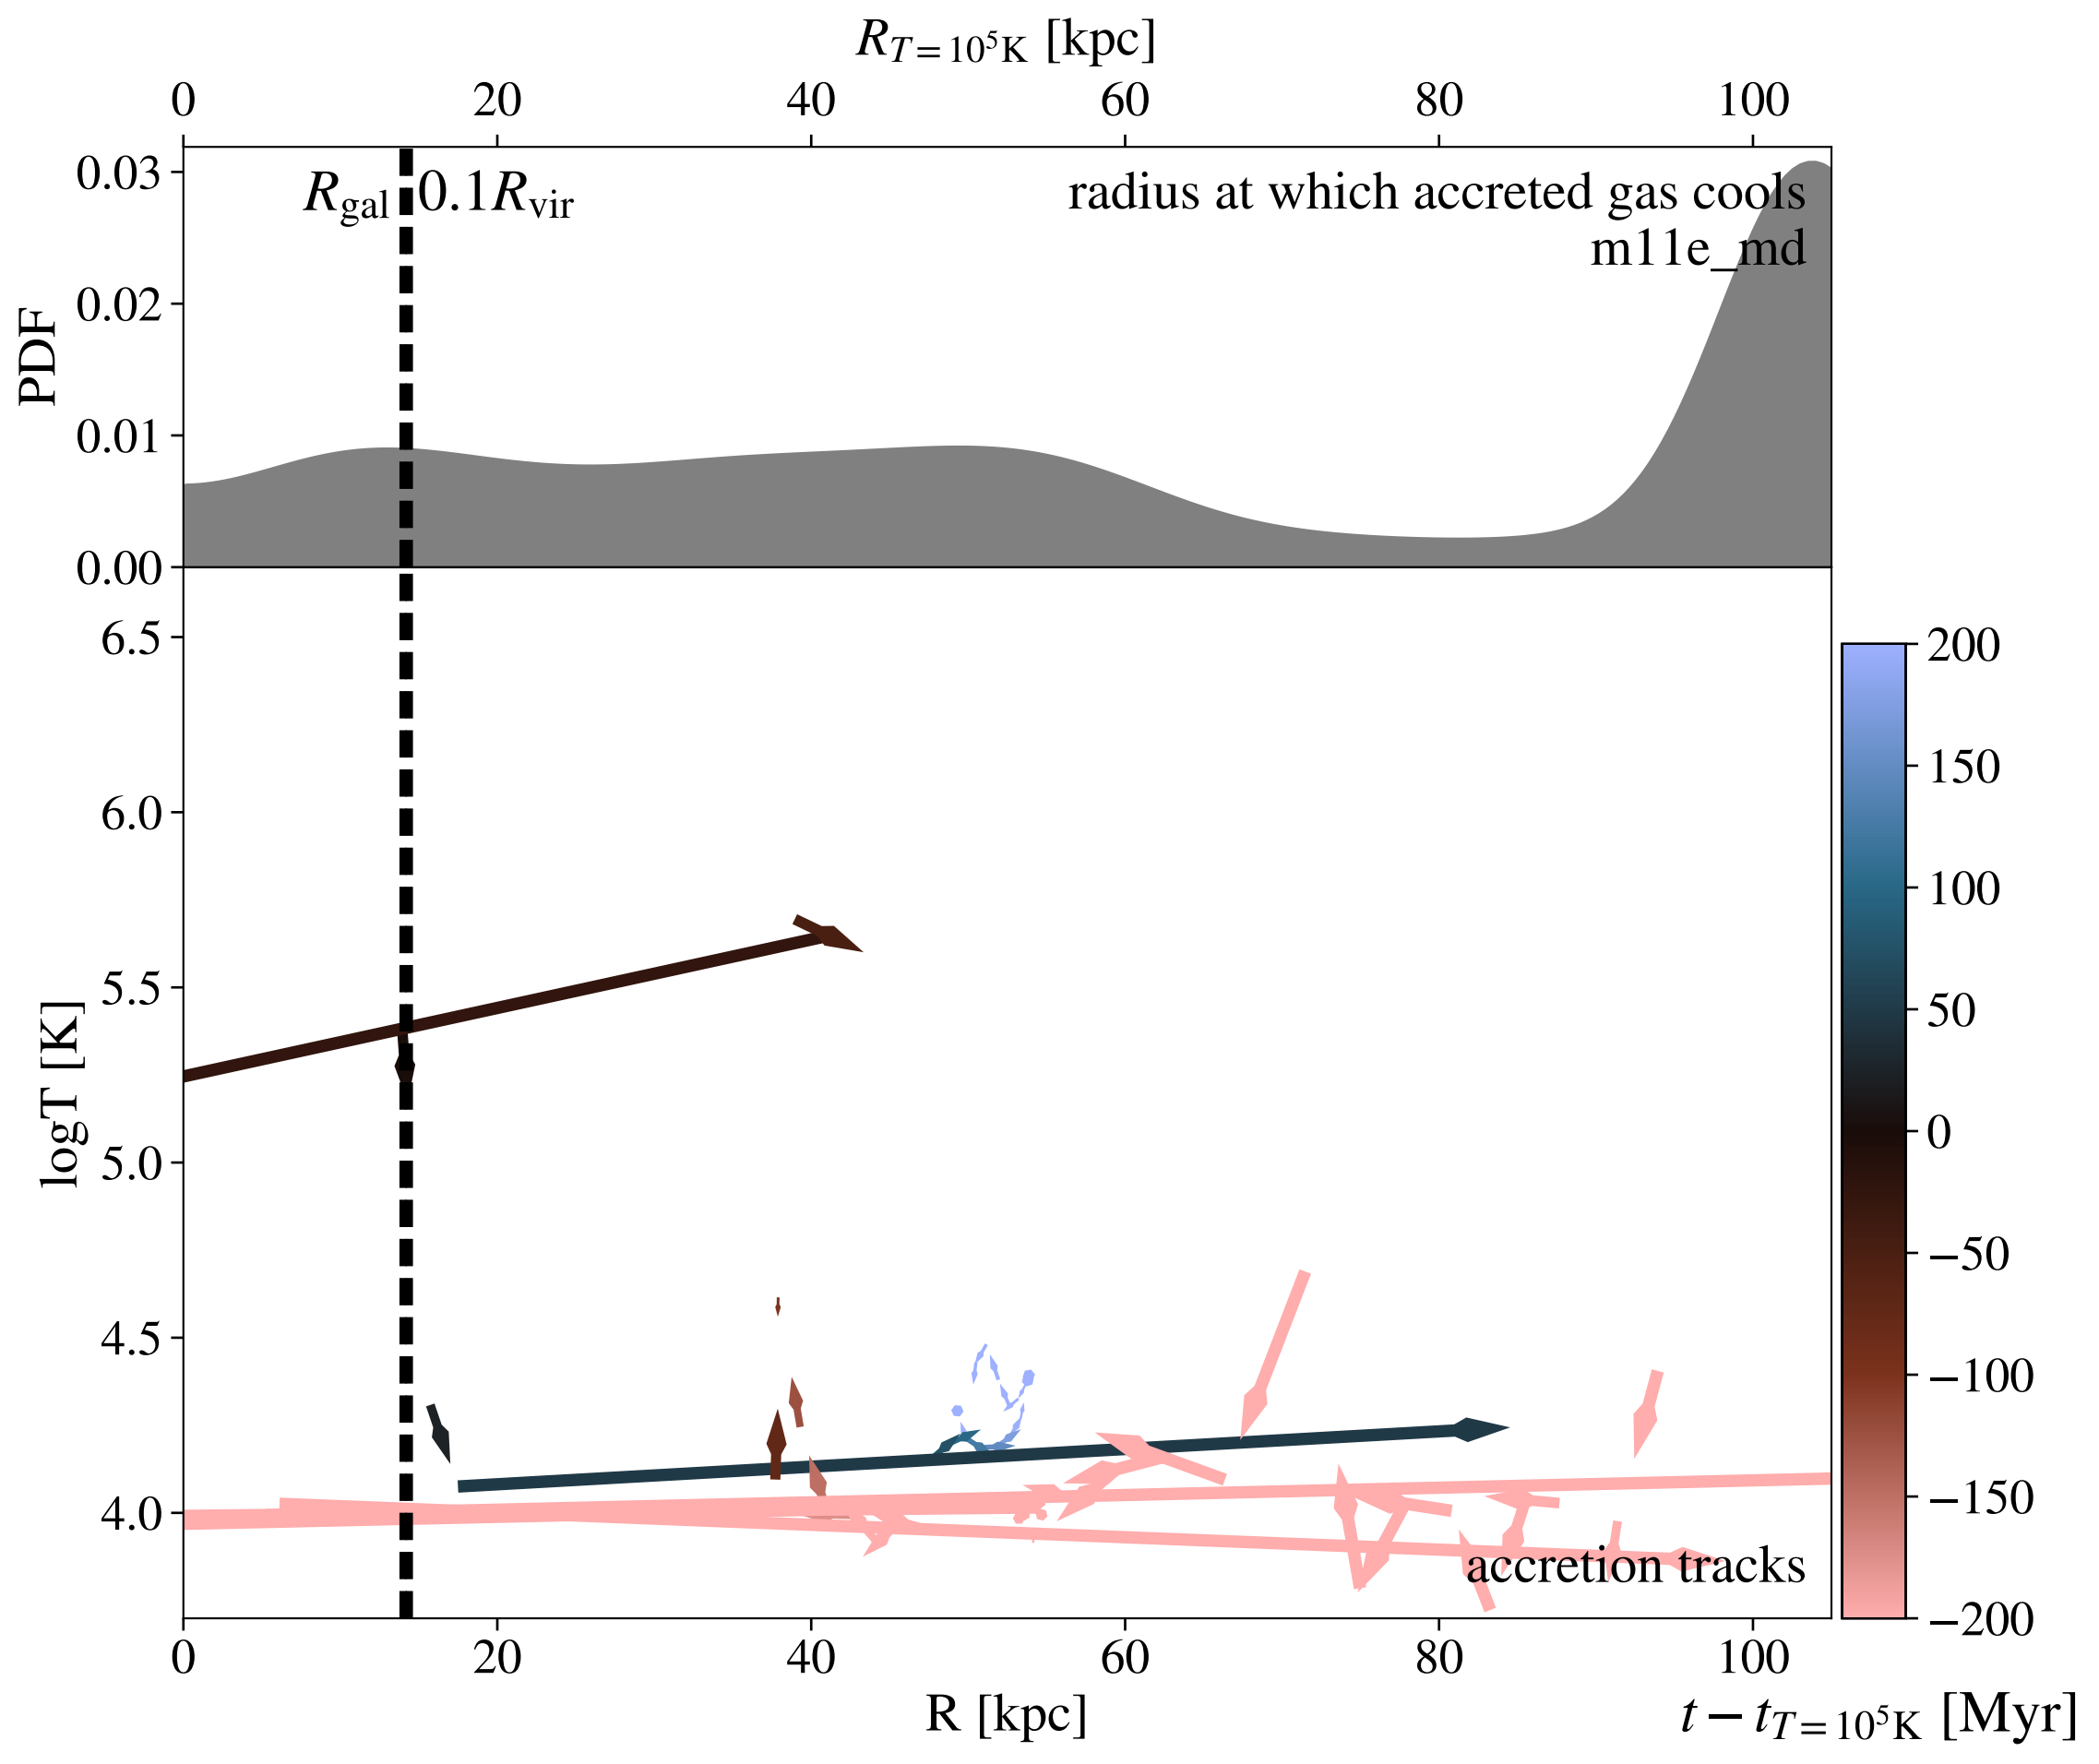 R_{T=10^5K} [kpc]
0 20 40 60 80 100
0.03
R_gal 0.1R_vir
radius at which accreted gas cools
m11e_md
0.02
0.01
0.00
PDF
6.5
6.0
5.5
5.0
4.5
4.0
logT [K]
accretion tracks
0 20 40 60 80 100
R [kpc]
200
150
100
50
0
−50
−100
−150
−200
t − t_{T=10^5K} [Myr]